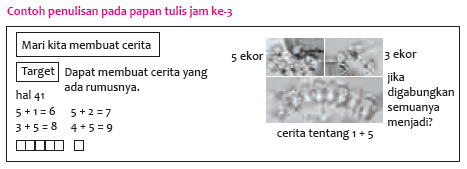 Contoh penulisan pada papan tulis jam ke-3
Mari kita membuat cerita
Target Dapat membuat cerita yang
ada rumusnya.
hal 41
5 + 1 = 6 5 + 2 = 7
3 + 5 = 8 4 + 5 = 9
5 ekor
3 ekor
jika
digabungkan
semuanya
menjadi?
cerita tentang 1 + 5